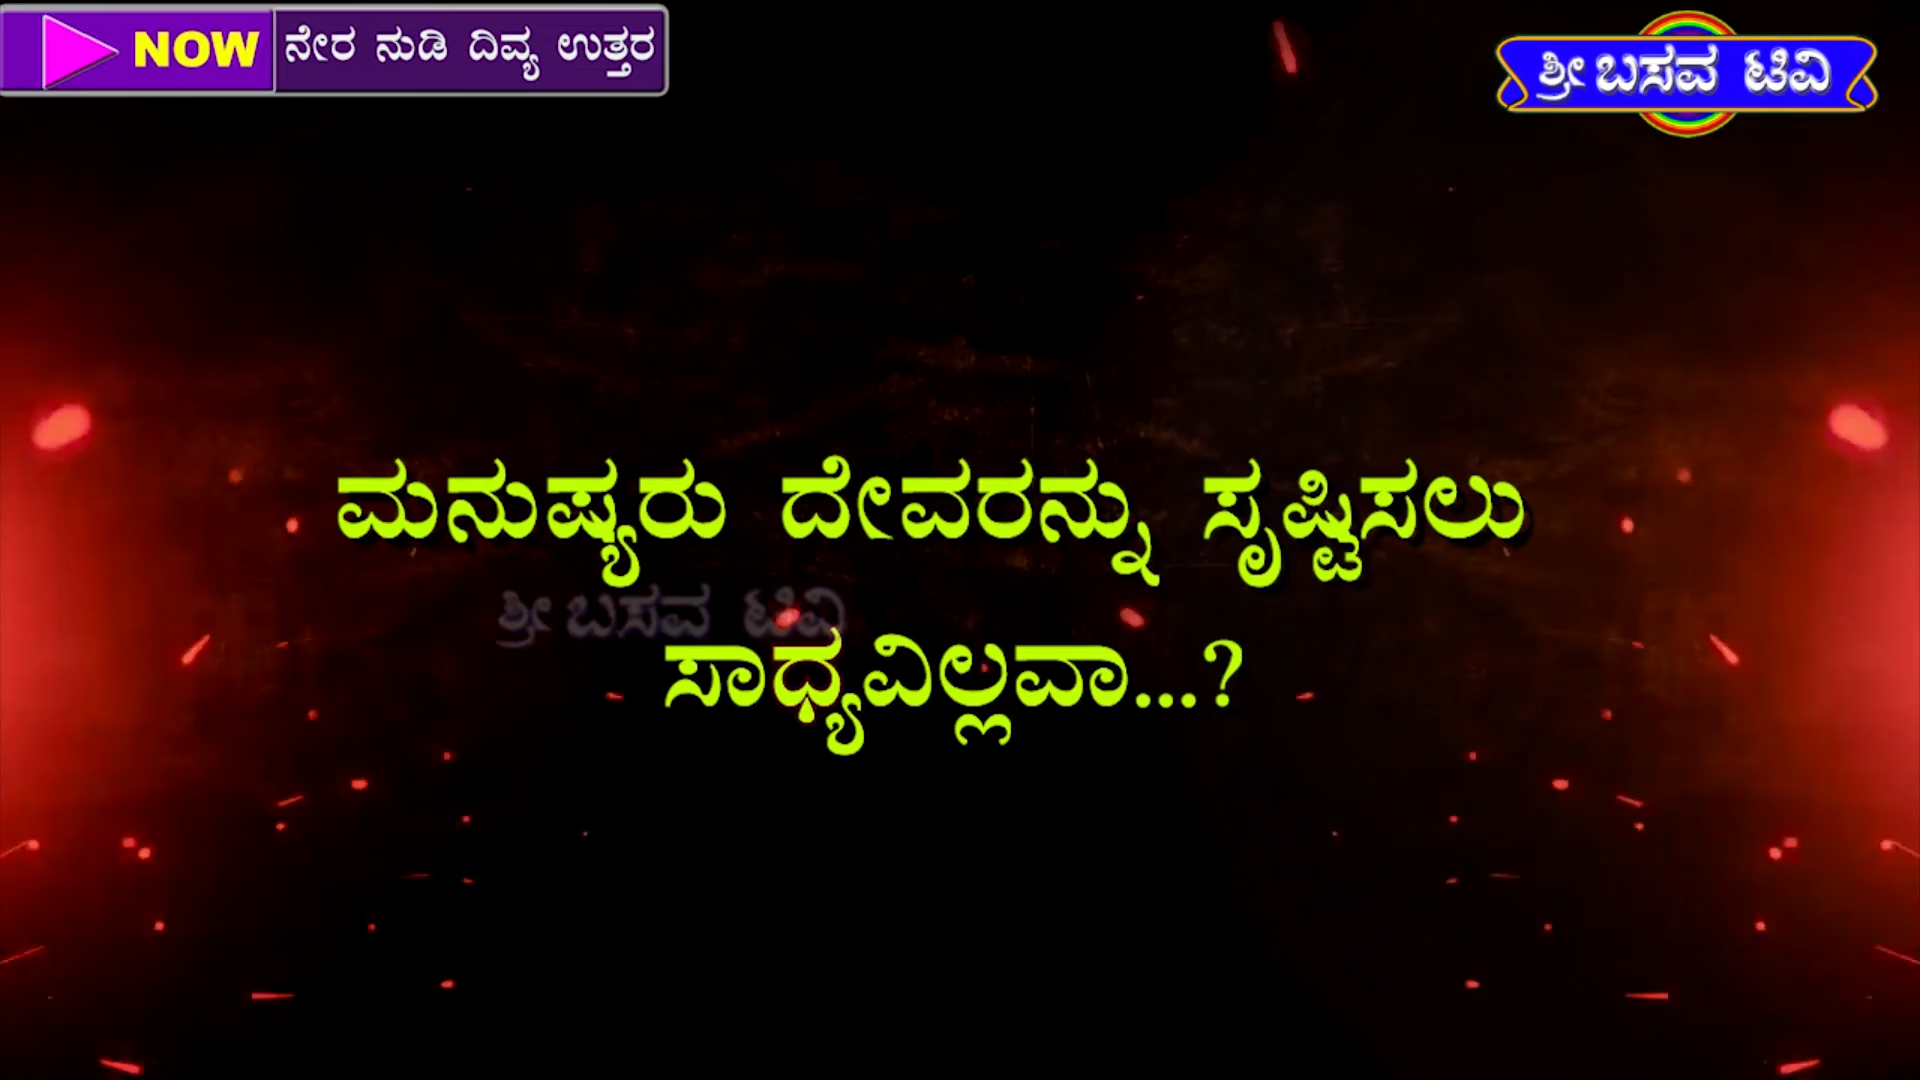 NOW ನೇರ ನುಡಿ ದಿವ್ಯ ಉತ್ತರ
ಶ್ರೀ ಬಸವ ಟಿವಿ
ಮನುಷ್ಯರು ದೇವರನ್ನು ಸೃಷ್ಟಿಸಲು
ಶ್ರೀ ಬಸವ ಟಿವಿ
ಸಾಧ್ಯವಿಲ್ಲವಾ...?